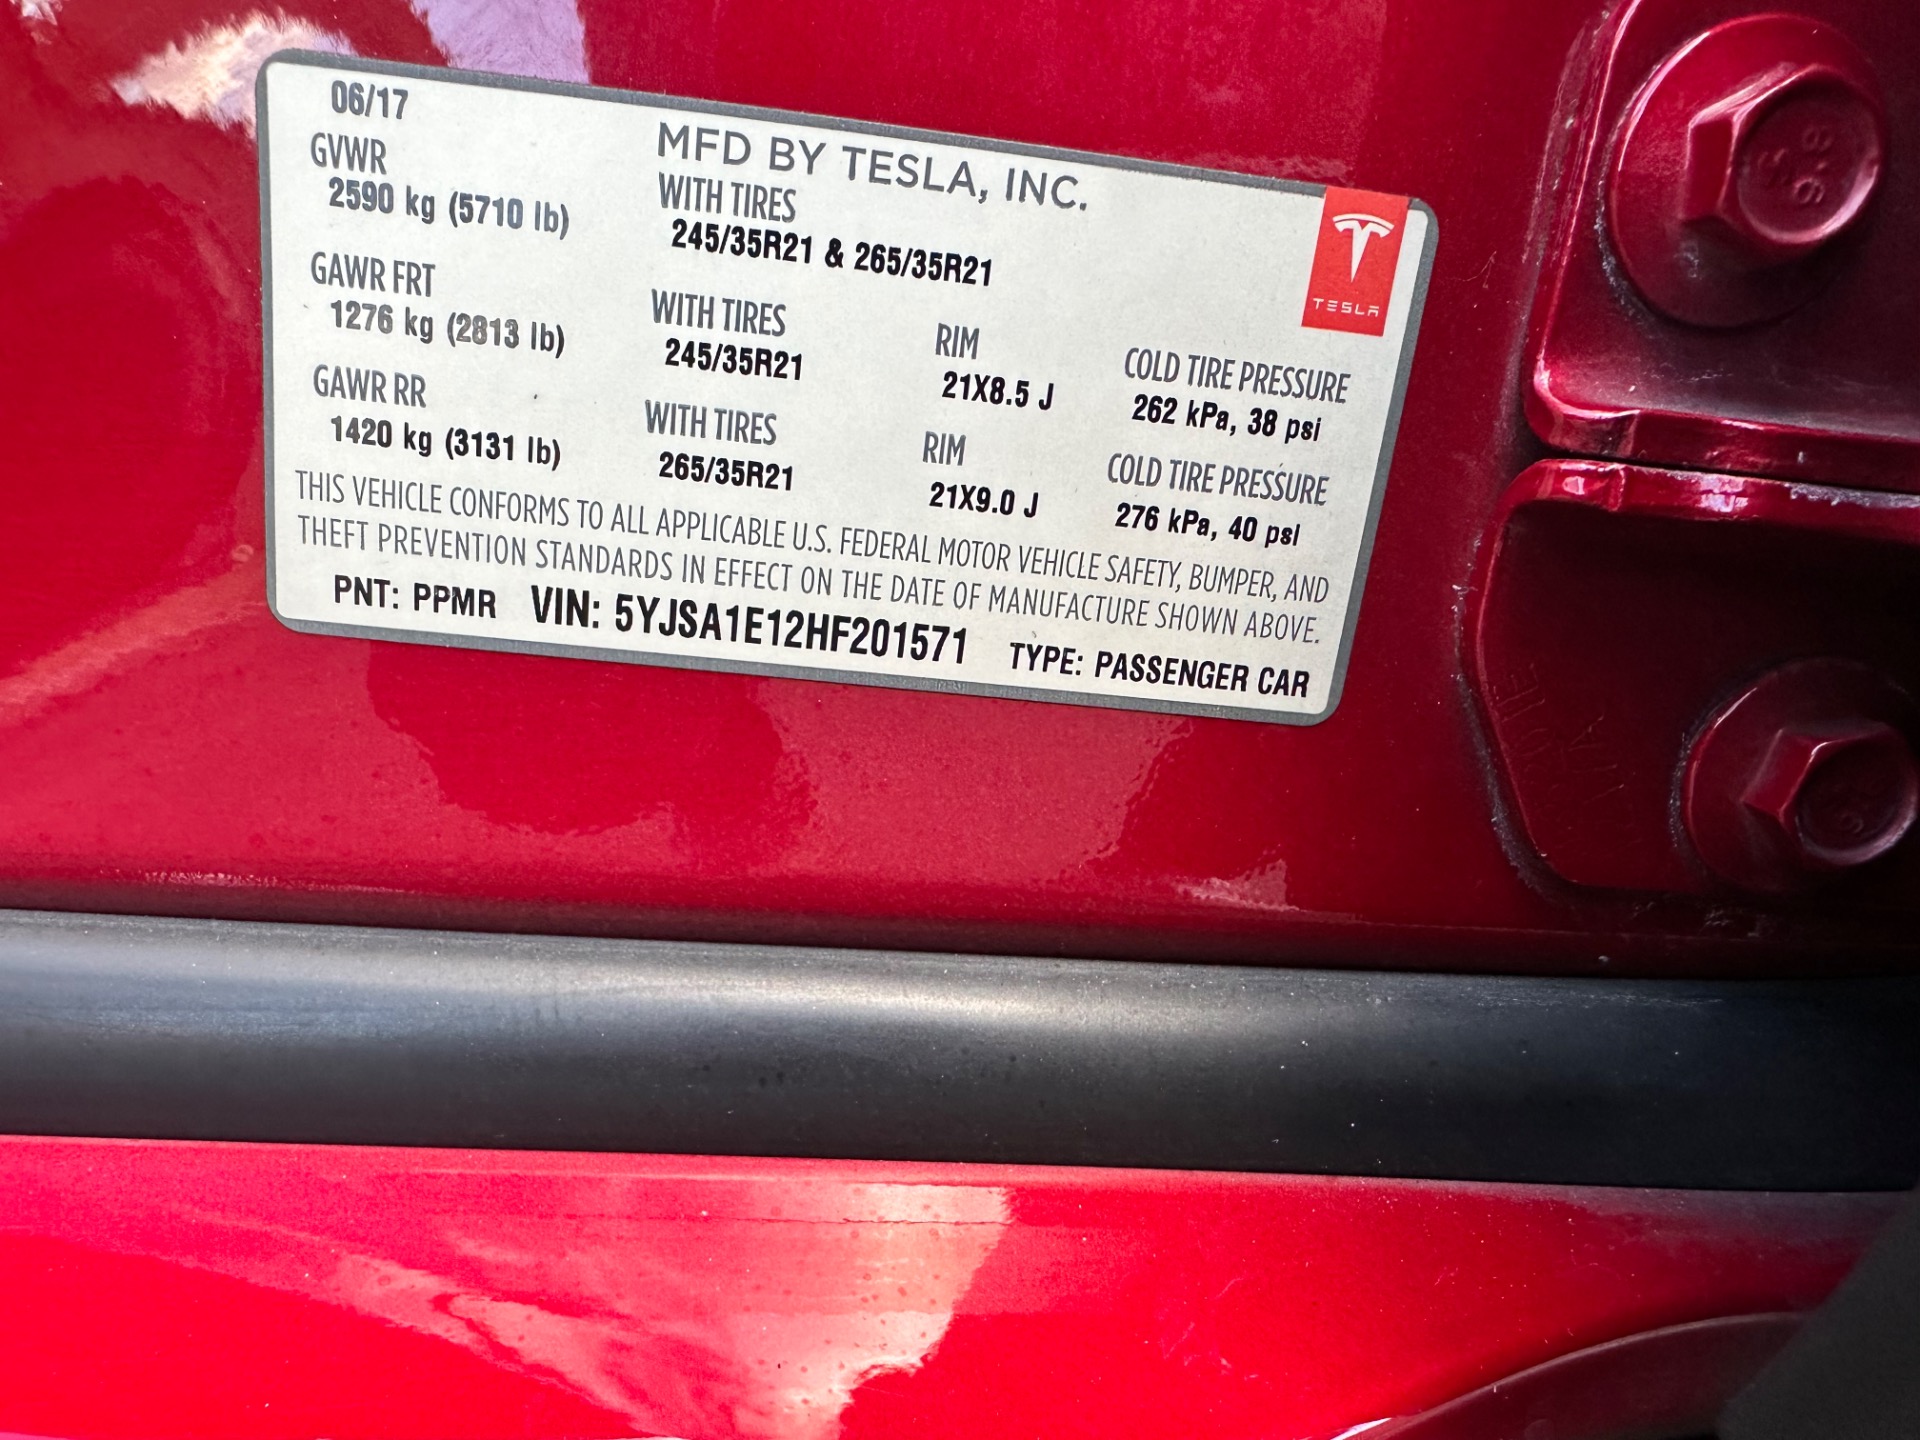 06/17
MFD BY TESLA, INC.
GVWR
2590 kg (5710 lb)
WITH TIRES
245/35R21 & 265/35R21
TESLA
GAWR FRT
1276 kg (2813 lb)
WITH TIRES
245/35R21
RIM
21X8.5 J
COLD TIRE PRESSURE
262 kPa, 38 psi
GAWR RR
1420 kg (3131 lb)
WITH TIRES
265/35R21
RIM
21X9.0 J
COLD TIRE PRESSURE
276 kPa, 40 psi
THIS VEHICLE CONFORMS TO ALL APPLICABLE U.S. FEDERAL MOTOR VEHICLE SAFETY, BUMPER, AND
THEFT PREVENTION STANDARDS IN EFFECT ON THE DATE OF MANUFACTURE SHOWN ABOVE.
PNT: PPMR VIN: 5YJSA1E12HF201571 TYPE: PASSENGER CAR